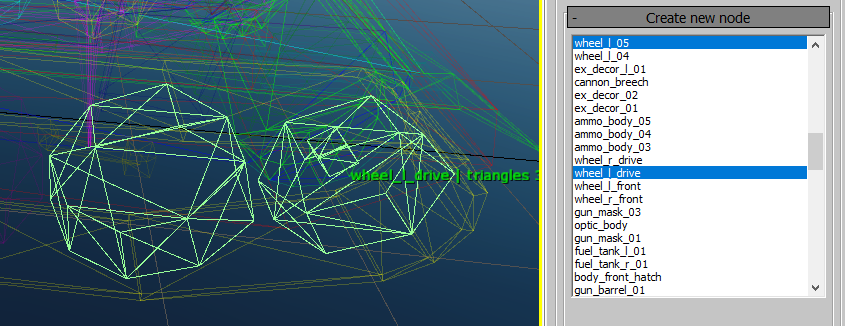 - Create new node
wheel_l_05
wheel_l_04
ex_decor_l_01
cannon_breech
ex_decor_02
ex_decor_01
ammo_body_05
ammo_body_04
ammo_body_03
wheel_r_drive
wheel_l_drive
wheel_l_front
wheel_r_front
gun_mask_03
optic_body
gun_mask_01
fuel_tank_l_01
fuel_tank_r_01
body_front_hatch
gun_barrel_01
wheel_l_drive | triangles